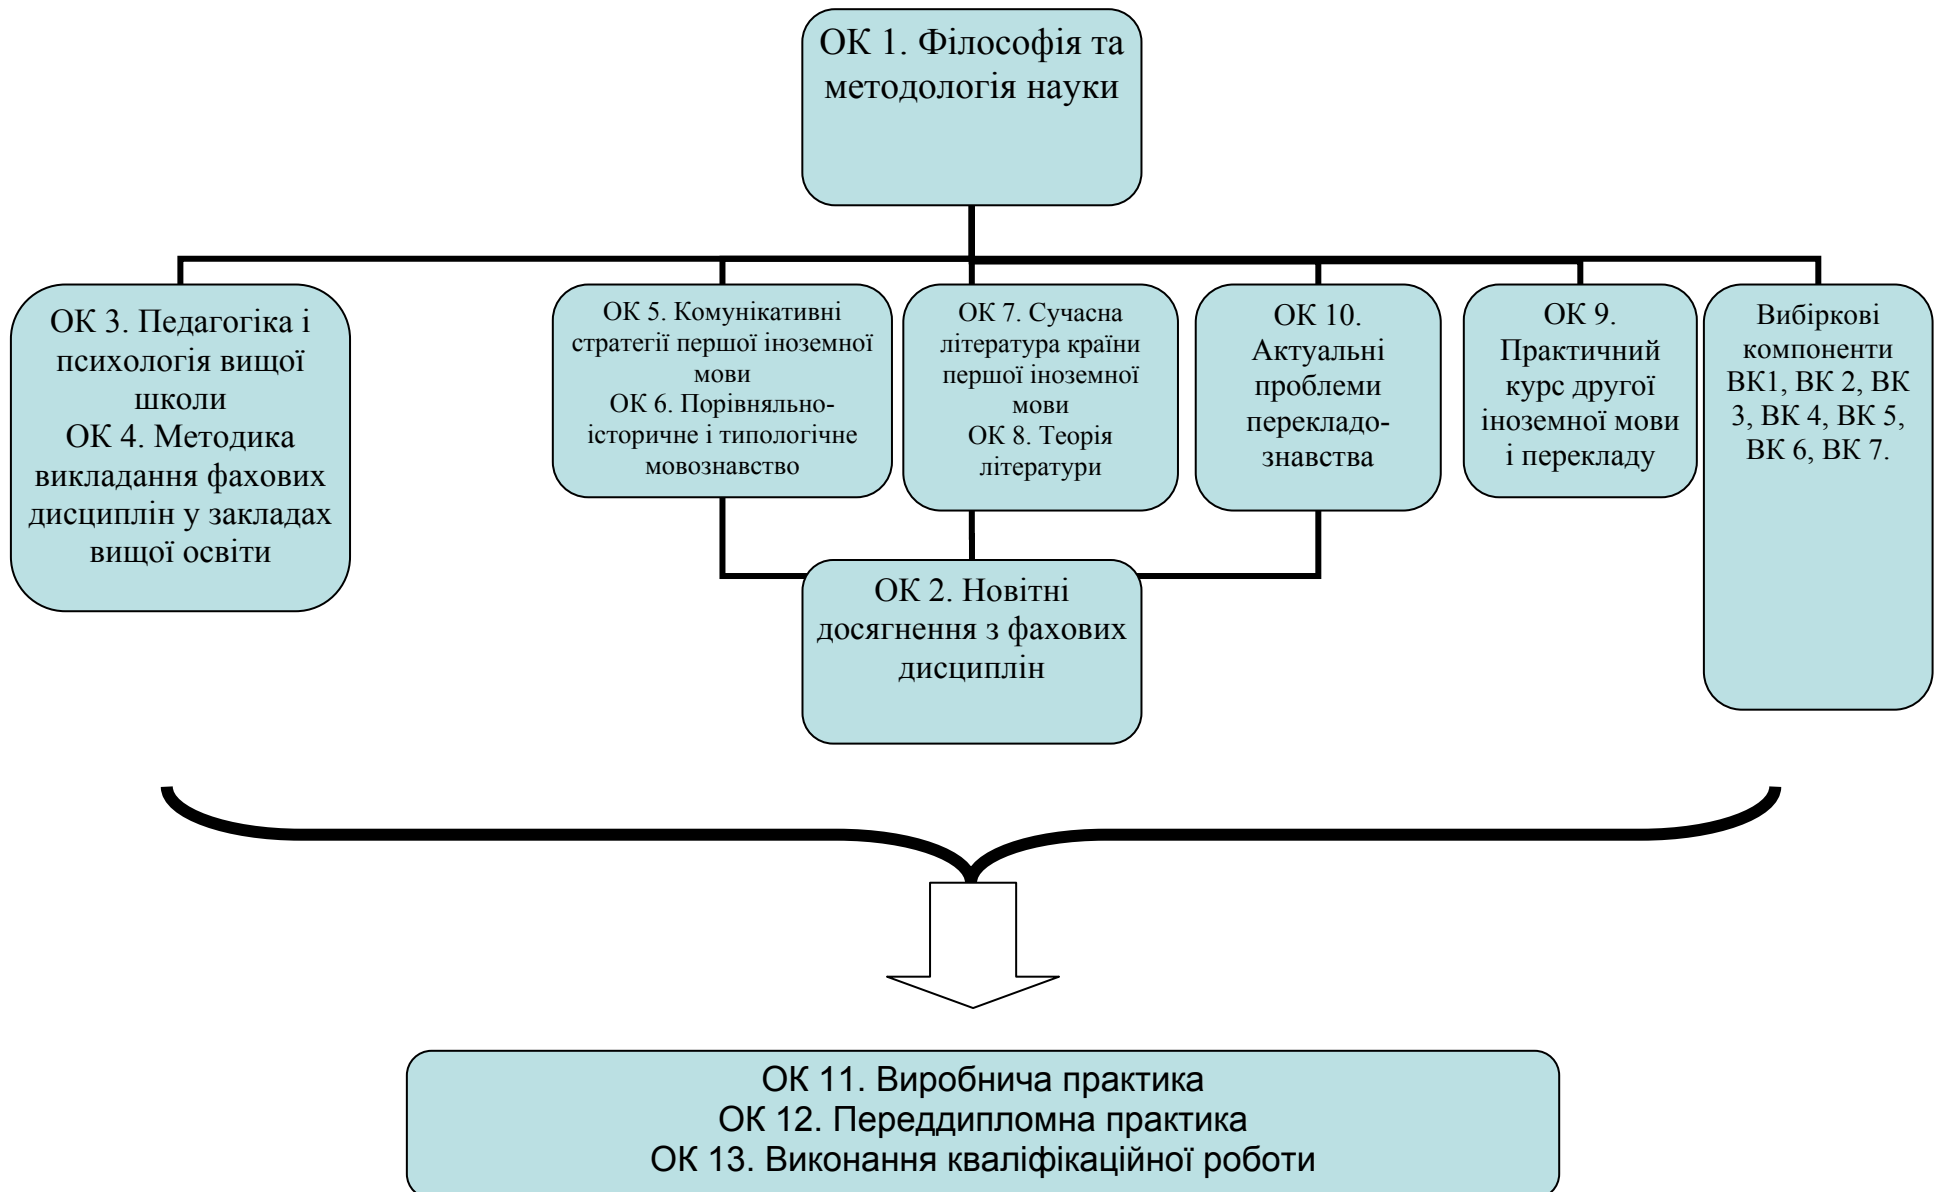 ОК 1. Філософія та
методологія науки
ОК 3. Педагогіка і
психологія вищої
школи
ОК 4. Методика
викладання фахових
дисциплін у закладах
вищої освіти
ОК 5. Комунікативні
стратегії першої іноземної
мови
ОК 6. Порівняльно-
історичне і типологічне
мовознавство
ОК 7. Сучасна
література країни
першої іноземної
мови
ОК 8. Теорія
літератури
ОК 10.
Актуальні
проблеми
перекладо-
знавства
ОК 9.
Практичний
курс другої
іноземної мови
і перекладу
Вибіркові
компоненти
ВК1, ВК 2, ВК
3, ВК 4, ВК 5,
ВК 6, ВК 7.
ОК 2. Новітні
досягнення з фахових
дисциплін
ОК 11. Виробнича практика
ОК 12. Переддипломна практика
ОК 13. Виконання кваліфікаційної роботи